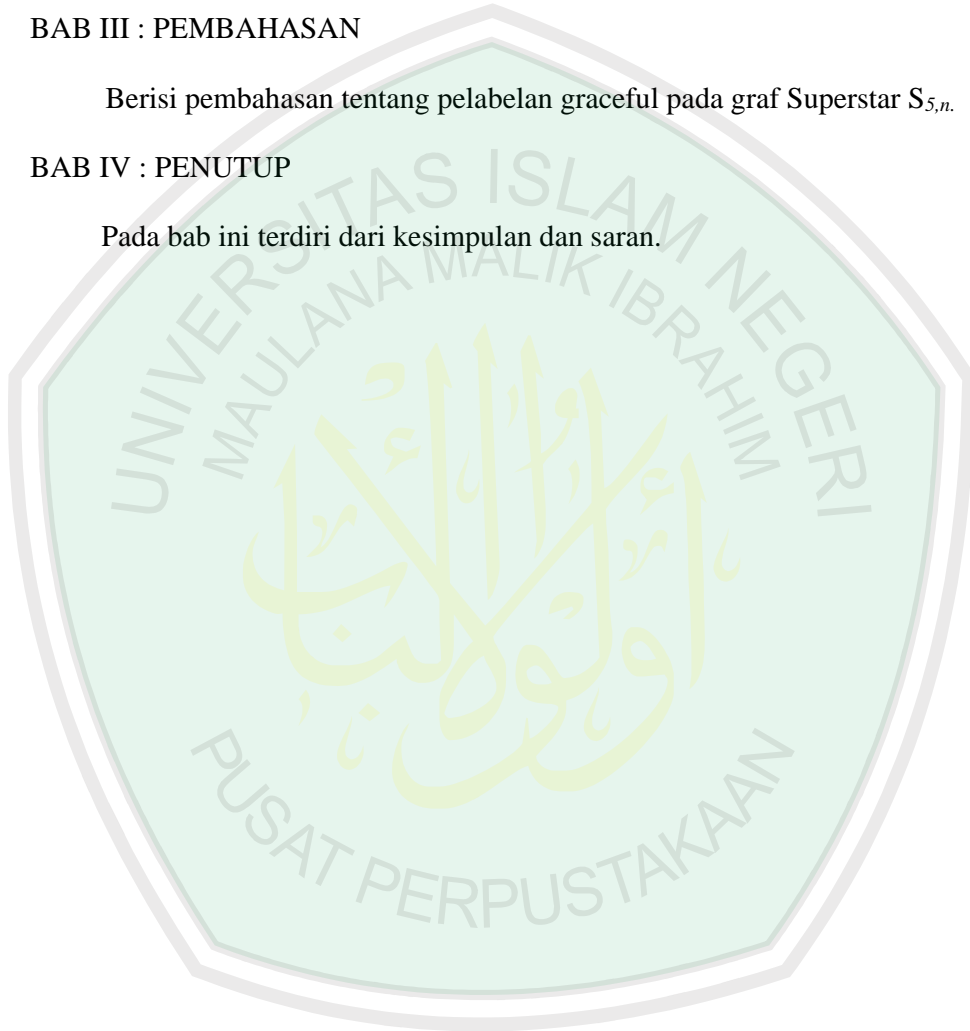 BAB III : PEMBAHASAN
Berisi pembahasan tentang pelabelan graceful pada graf Superstar S5,n.
BAB IV : PENUTUP
Pada bab ini terdiri dari kesimpulan dan saran.
UNIVERSITAS ISLAM NEGERI
MAULANA MALIK IBRAHIM
PUSAT PERPUSTAKAAN